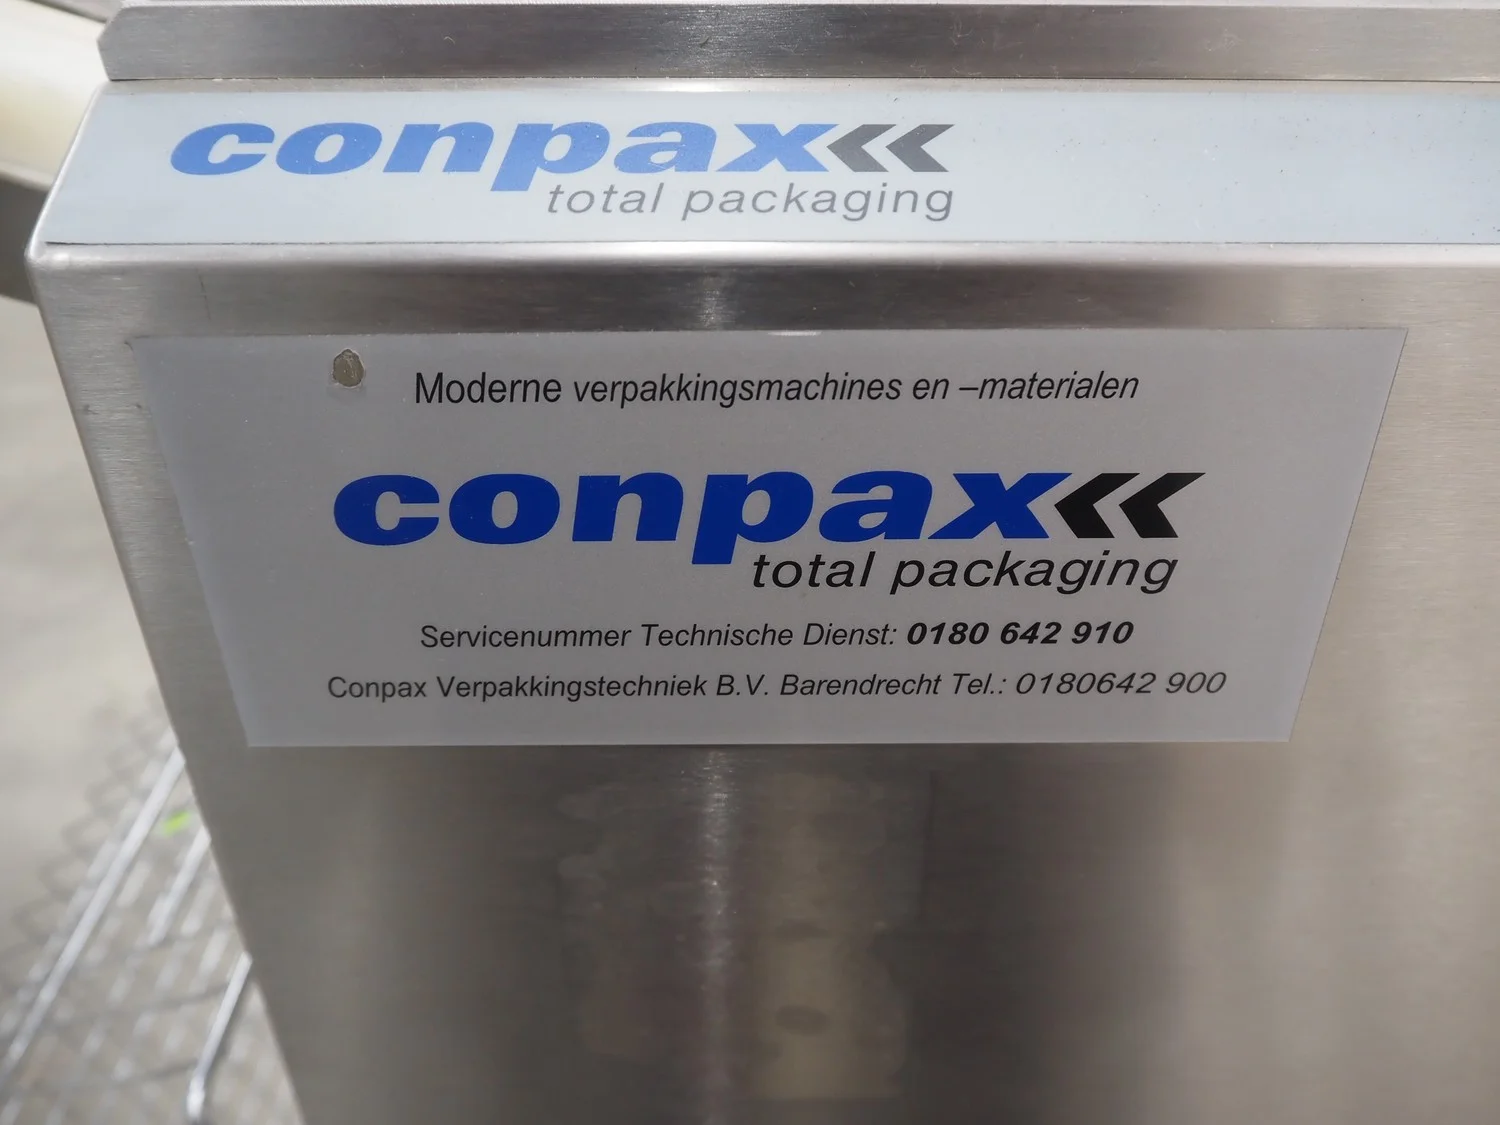 conpax
total packaging
Moderne verpakkingsmachines en –materialen
conpax
total packaging
Servicenummer Technische Dienst: 0180 642 910
Conpax Verpakkingstechniek B.V. Barendrecht Tel.: 0180642 900